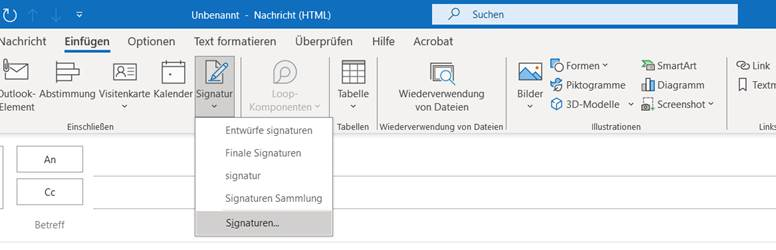 Unbenannt - Nachricht (HTML)
Suchen
Nachricht Einfügen Optionen Text formatieren Überprüfen Hilfe Acrobat
Outlook-Element
Abstimmung
Visitenkarte
Kalender
Signatur
Loop-
Komponenten
Tabelle
Wiederverwendung
von Dateien
Bilder
Formen
Piktogramme
3D-Modelle
SmartArt
Diagramm
Screenshot
Link
Einschließen
Tabellen
Wiederverwendung von Dateien
Illustrationen
Links
Entwürfe signaturen
Finale Signaturen
signatur
Signaturen Sammlung
Signaturen...
An
Cc
Betreff